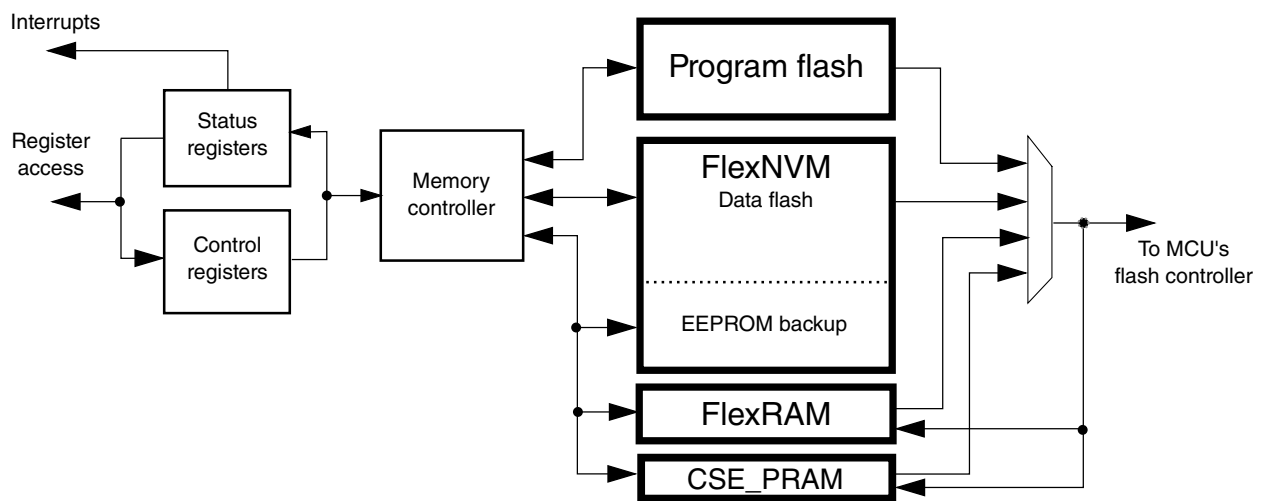 Interrupts
Register
access
Status
registers
Control
registers
Memory
controller
Program flash
FlexNVM
Data flash
EEPROM backup
FlexRAM
CSE_PRAM
To MCU's
flash controller